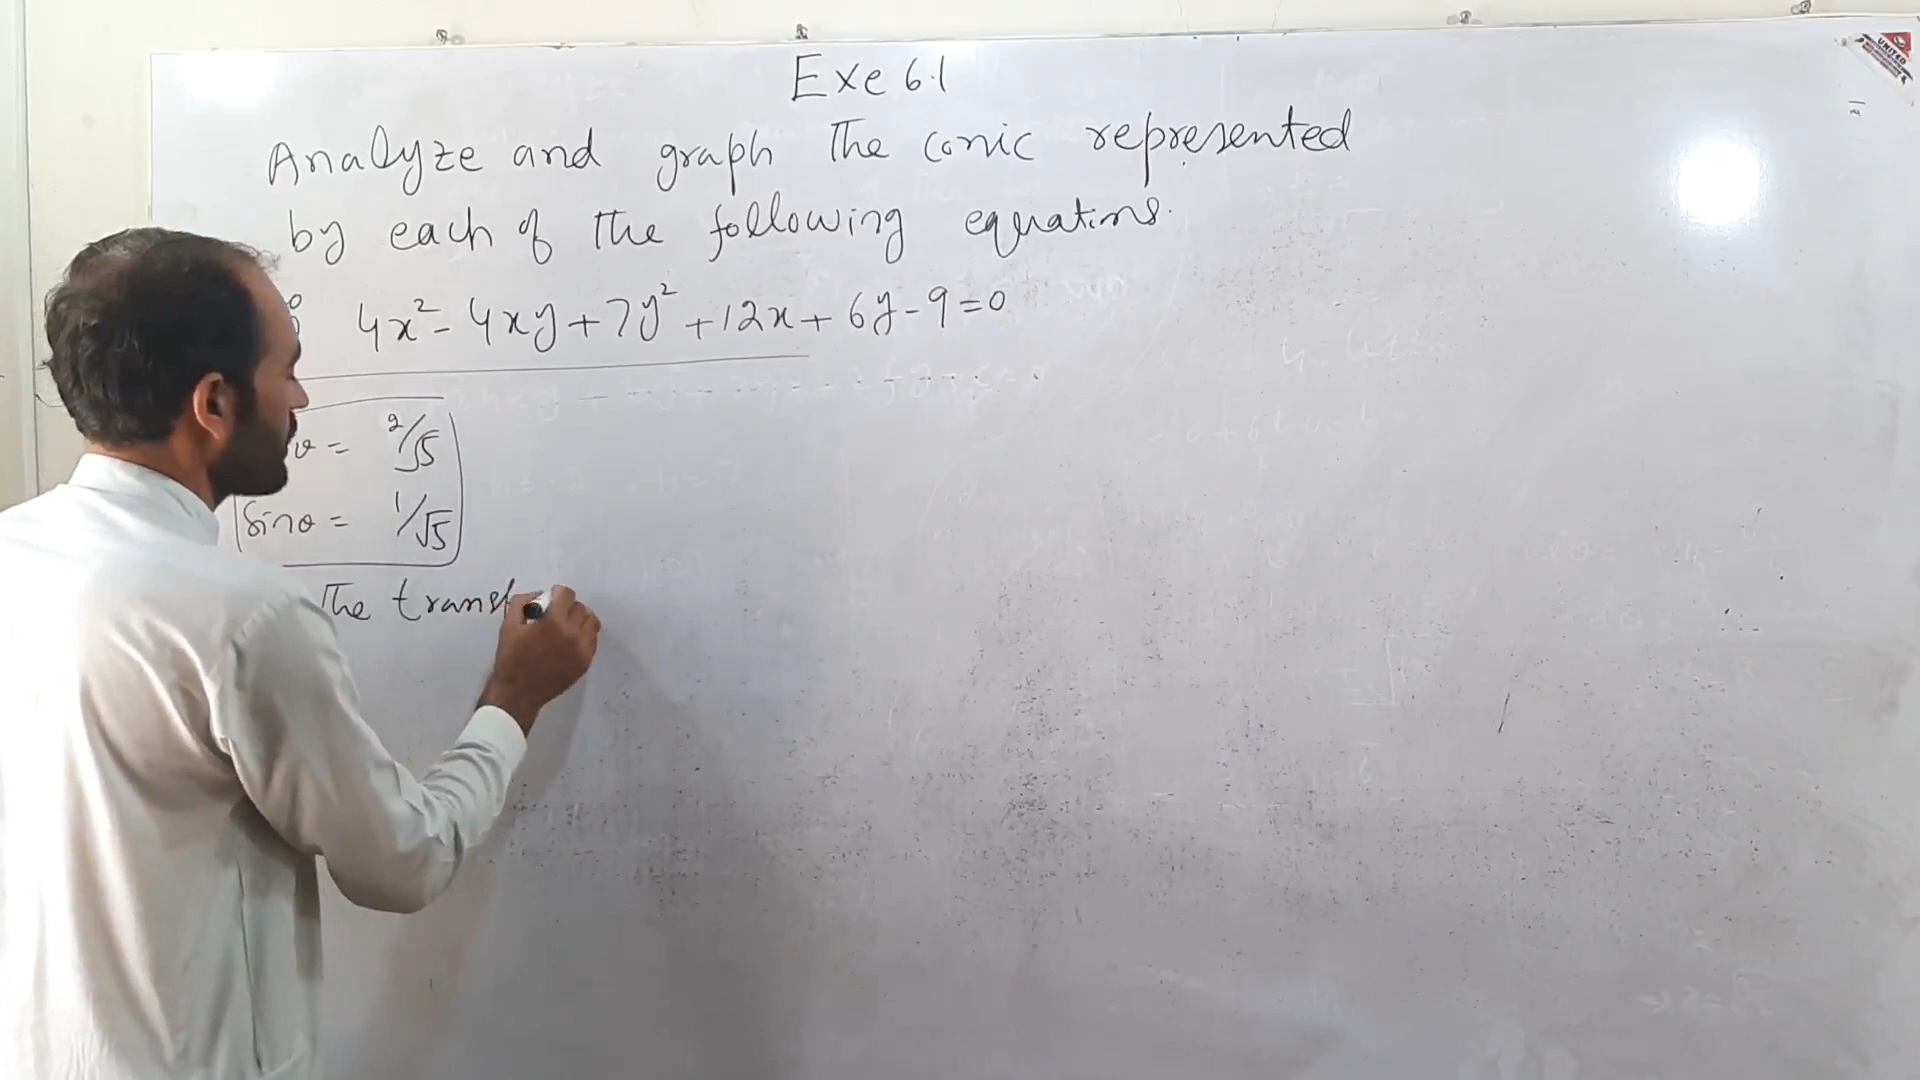 Exe 6.1
Analyze and graph The conic represented
by each of the following equations.
4x² - 4xy + 7y² + 12x + 6y - 9 = 0
θ = 2/√5
Sinθ = 1/√5
The transf
UNITED